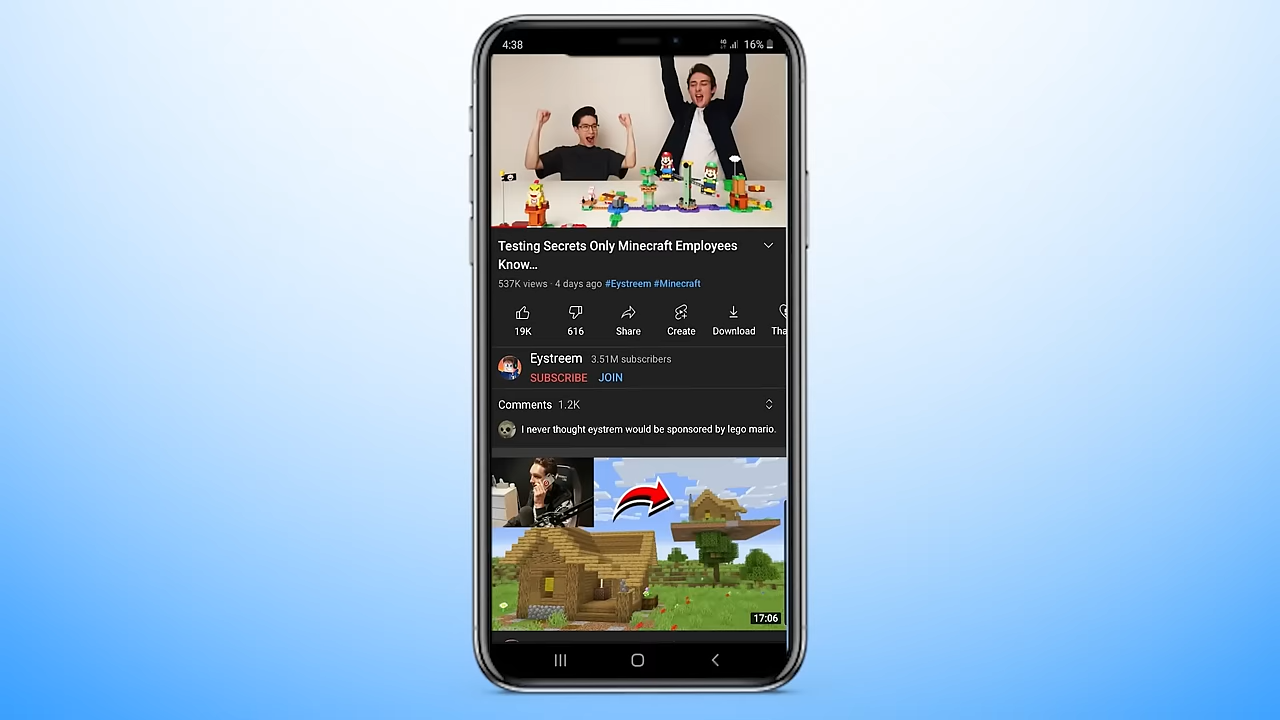 4:38
4G 16%
Testing Secrets Only Minecraft Employees
Know...
537K views · 4 days ago #Eystreem #Minecraft
19K
616
Share
Create
Download
Tha
Eystreem 3.51M subscribers
SUBSCRIBE JOIN
Comments 1.2K
I never thought eystrem would be sponsored by lego mario.
17:06